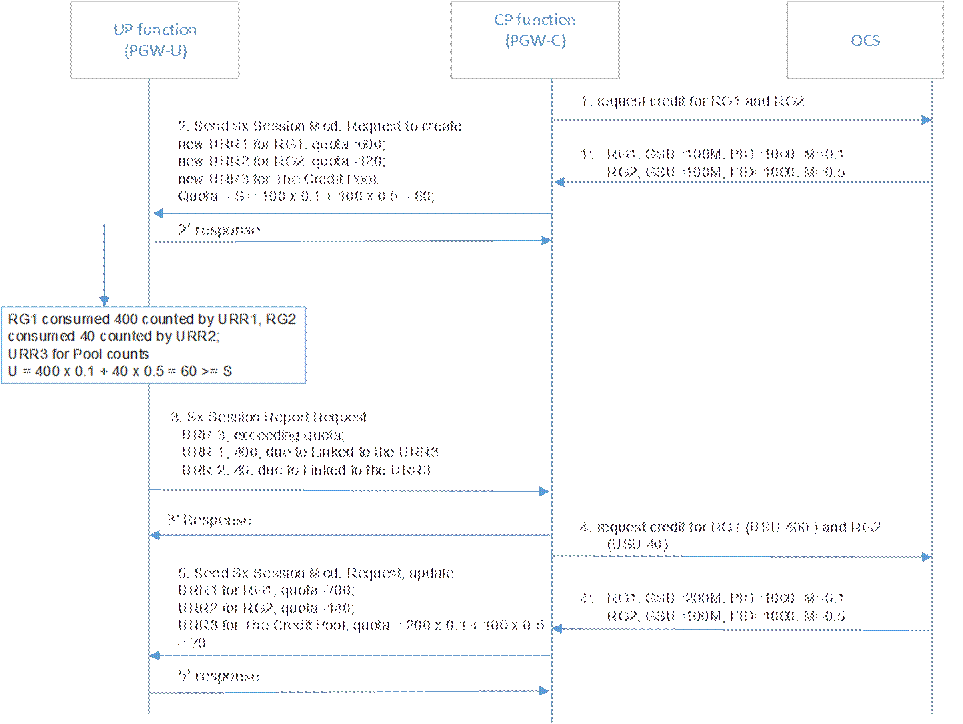 UP function
(PGW-U)
CP function
(PGW-C)
OCS
1. request credit for RG1 and RG2
2. Send Sx Session Mod. Request to create
new URR1 for RG1, quota =600;
new URR2 for RG2, quota =120;
new URR3 for The Credit Pool
Quota = S = 100 x 0.1 + 100 x 0.5 = 60;
1'. RG1, GSU =100M, PID =1000, M=0.1
RG2, GSU =100M, PID= 1000, M=0.5
2' response
RG1 consumed 400 counted by URR1, RG2
consumed 40 counted by URR2;
URR3 for Pool counts
U = 400 x 0.1 + 40 x 0.5 = 60 >= S
3. Sx Session Report Request
URR 3, exceeding quota;
URR 1, 400, due to Linked to the URR3
URR 2, 40, due to Linked to the URR3
3' Response
4. request credit for RG1 (USU 400 ) and RG2
(USU 40)
5. Send Sx Session Mod. Request, update
URR1 for RG1, quota =700;
URR2 for RG2, quota
URR3 for The Credit Pool, quota = 200 x 0.1 + 100 x 0.5
4'. RG1, GSU =200M, PID =1000, M=0.1
RG2, GSU =100M, PID= 1000, M=0.5
5' response